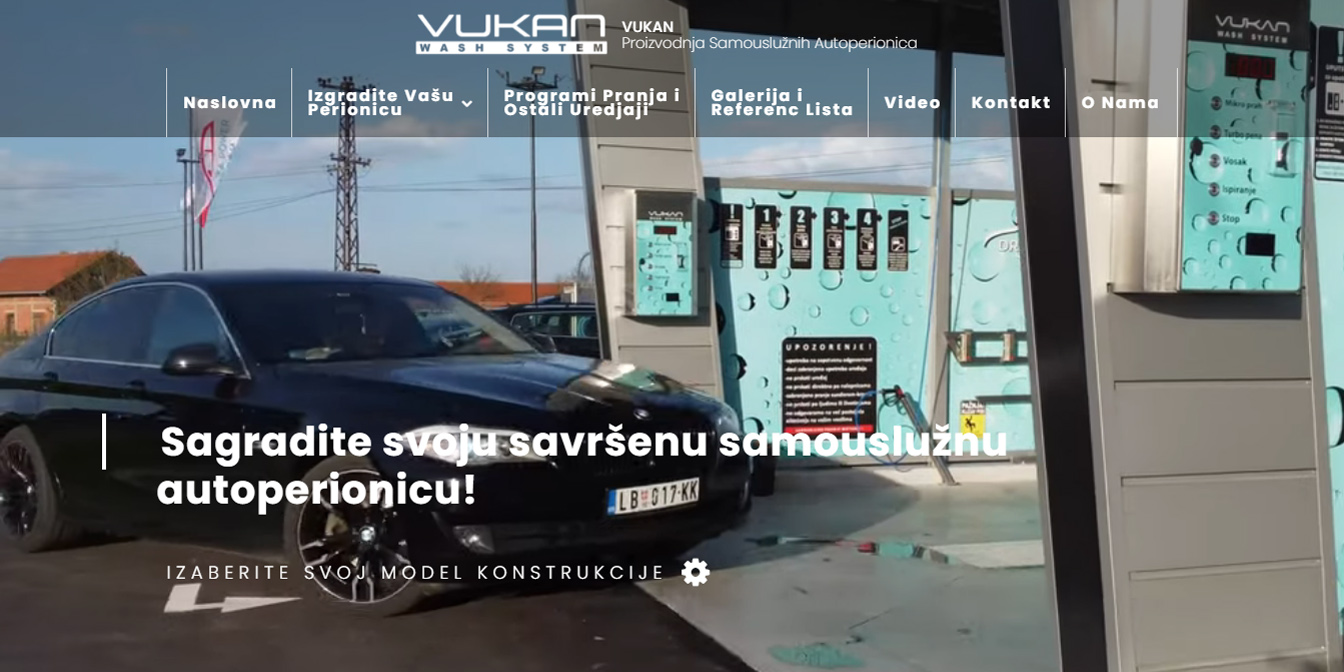 VUKAN
WASH SYSTEM
VUKAN
Proizvodnja Samouslužnih Autoperionica
Naslovna
Izgradite Vašu
Perionicu
Programi Pranja i
Ostali Uredjaji
Galerija i
Referenc Lista
Video
Kontakt
O Nama
VUKAN
WASH SYSTEM
Mikro prah
Turbo pena
Vosak
Ispiranje
Stop
VUKAN
1
2
3
4
UPOZORENJE!
LB 017-KK
Sagradite svoju savršenu samouslužnu
autoperionicu!
IZABERITE SVOJ MODEL KONSTRUKCIJE